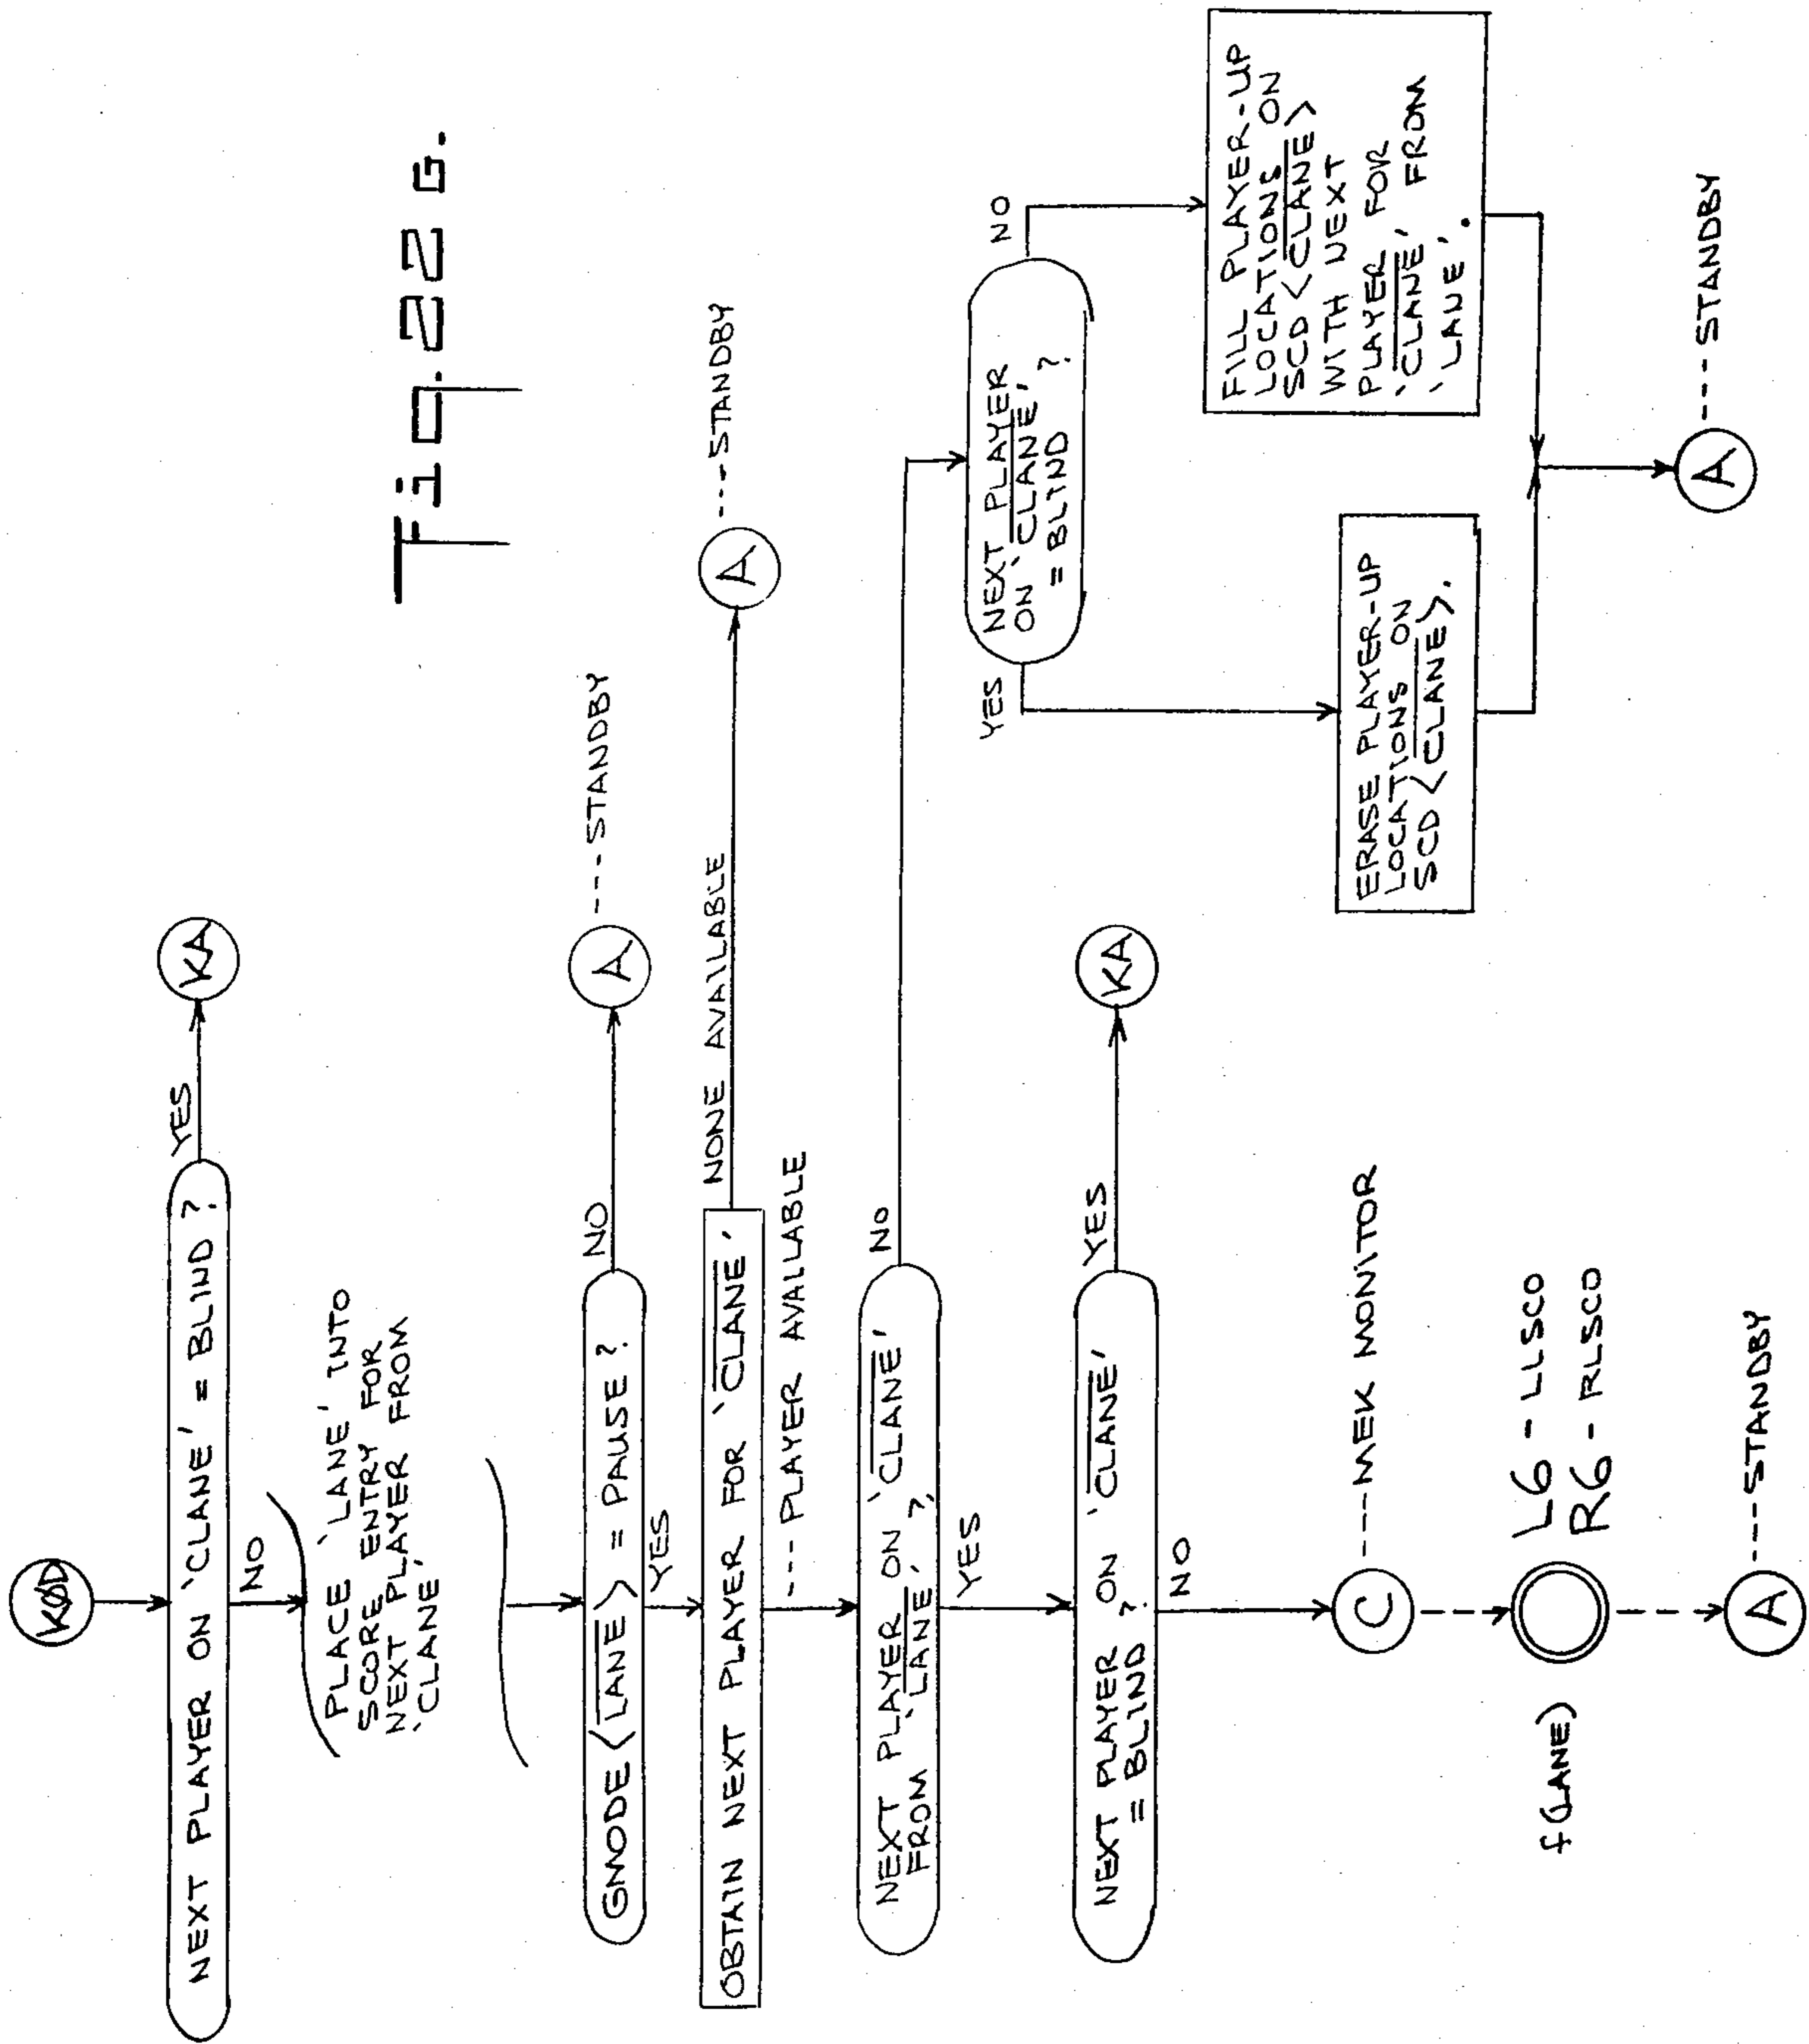 Fig. 22 G.
KØD
NEXT PLAYER ON 'CLANE' = BLIND ?
YES
KA
NO
PLACE 'LANE' INTO
SCORE ENTRY FOR
NEXT PLAYER FROM
'CLANE'
GMODE <LANE> = PAUSE ?
NO
A
---STANDBY
YES
OBTAIN NEXT PLAYER FOR 'CLANE'
NONE AVAILABLE
A
---STANDBY
--- PLAYER AVAILABLE
NEXT PLAYER ON 'CLANE'
FROM 'LANE' ?
NO
YES
NEXT PLAYER ON 'CLANE'
= BLIND ?
YES
KA
NO
C
----MEK MONITOR
f(LANE)
L6 - LLSCO
R6 - RLSCO
A
----STANDBY
NEXT PLAYER
ON 'CLANE'
= BLIND ?
YES
NO
ERASE PLAYER-UP
LOCATIONS ON
SCD <CLANE>.
FILL PLAYER-UP
LOCATIONS ON
SCD <CLANE>
WITH NEXT
PLAYER FOR
'CLANE' FROM
'LANE'.
A
---STANDBY